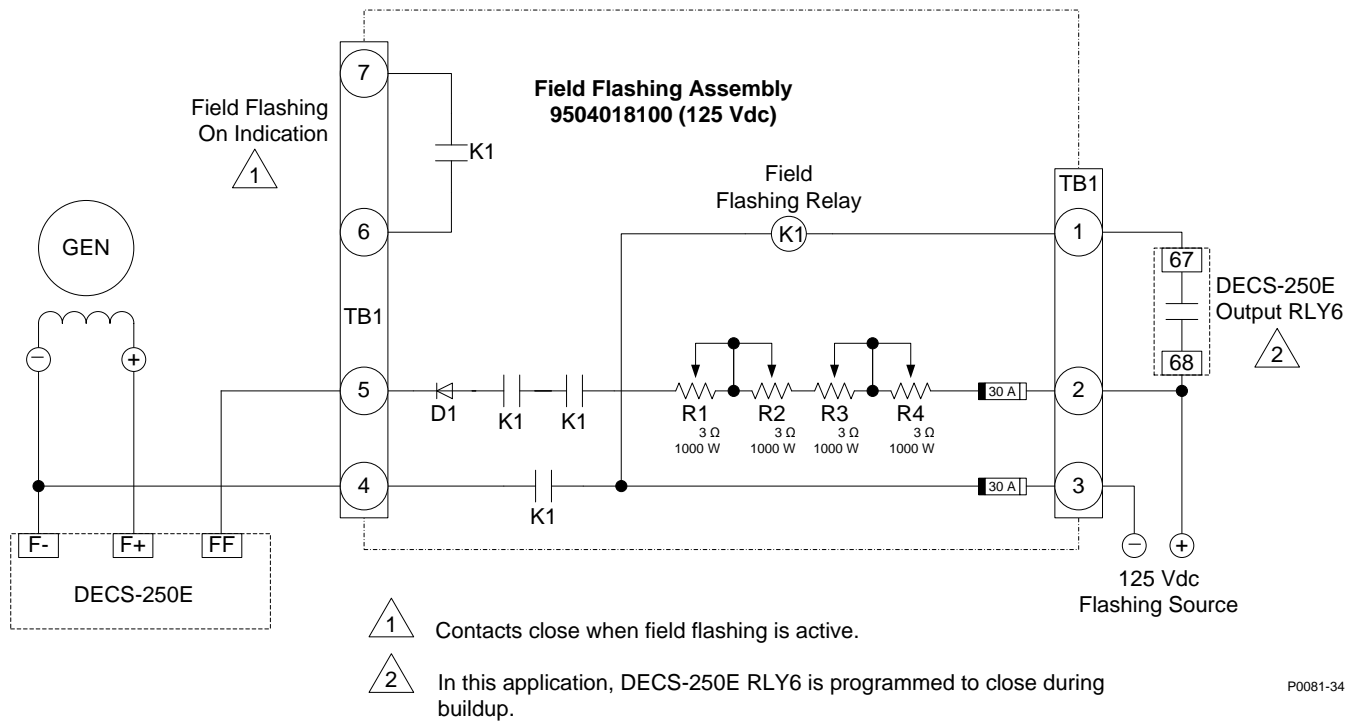 Field Flashing Assembly
9504018100 (125 Vdc)
Field Flashing
On Indication
1
7
K1
6
TB1
5
4
GEN
−
+
F-
F+
FF
DECS-250E
Field
Flashing Relay
K1
TB1
1
2
3
67
68
DECS-250E
Output RLY6
2
D1
K1
K1
R1
3 Ω
1000 W
R2
3 Ω
1000 W
R3
3 Ω
1000 W
R4
3 Ω
1000 W
30 A
K1
30 A
−
+
125 Vdc
Flashing Source
1
Contacts close when field flashing is active.
2
In this application, DECS-250E RLY6 is programmed to close during
buildup.
P0081-34